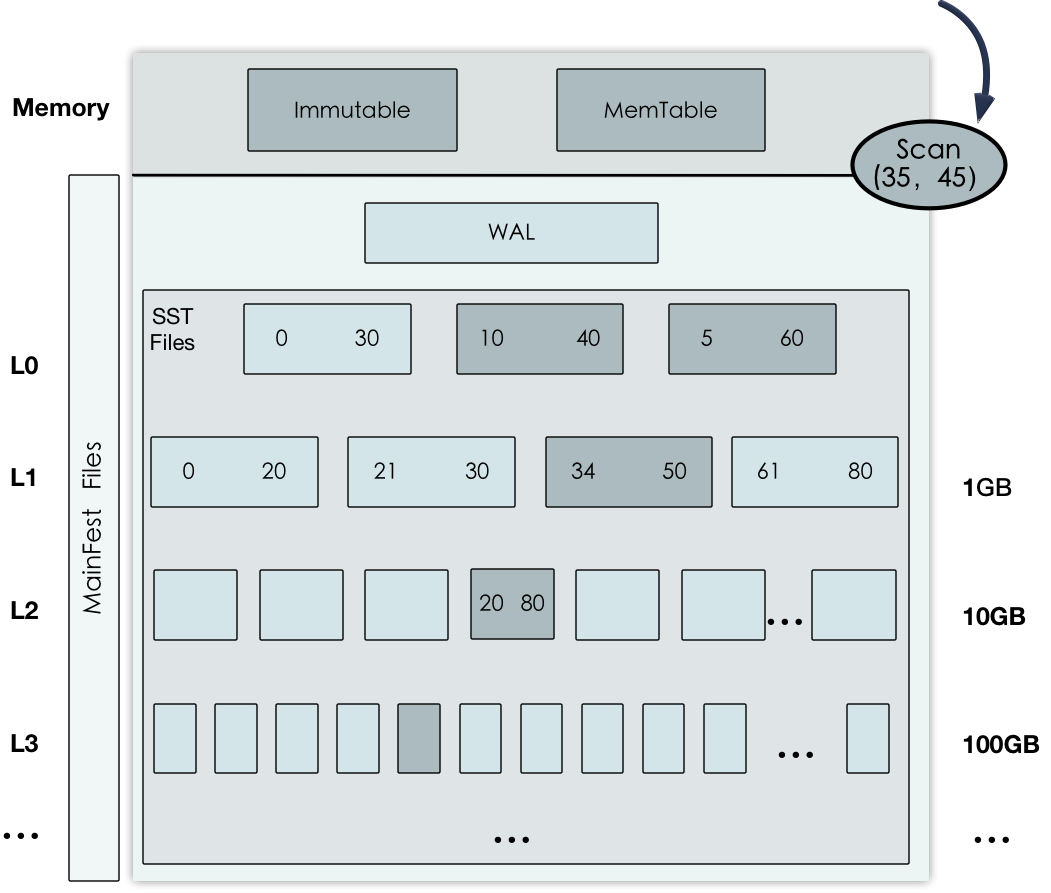 Memory
Immutable
MemTable
Scan
(35, 45)
WAL
MainFest Files
SST
Files
L0
0 30
10 40
5 60
L1
0 20
21 30
34 50
61 80
1GB
L2
20 80
...
10GB
L3
...
100GB
...
...
...